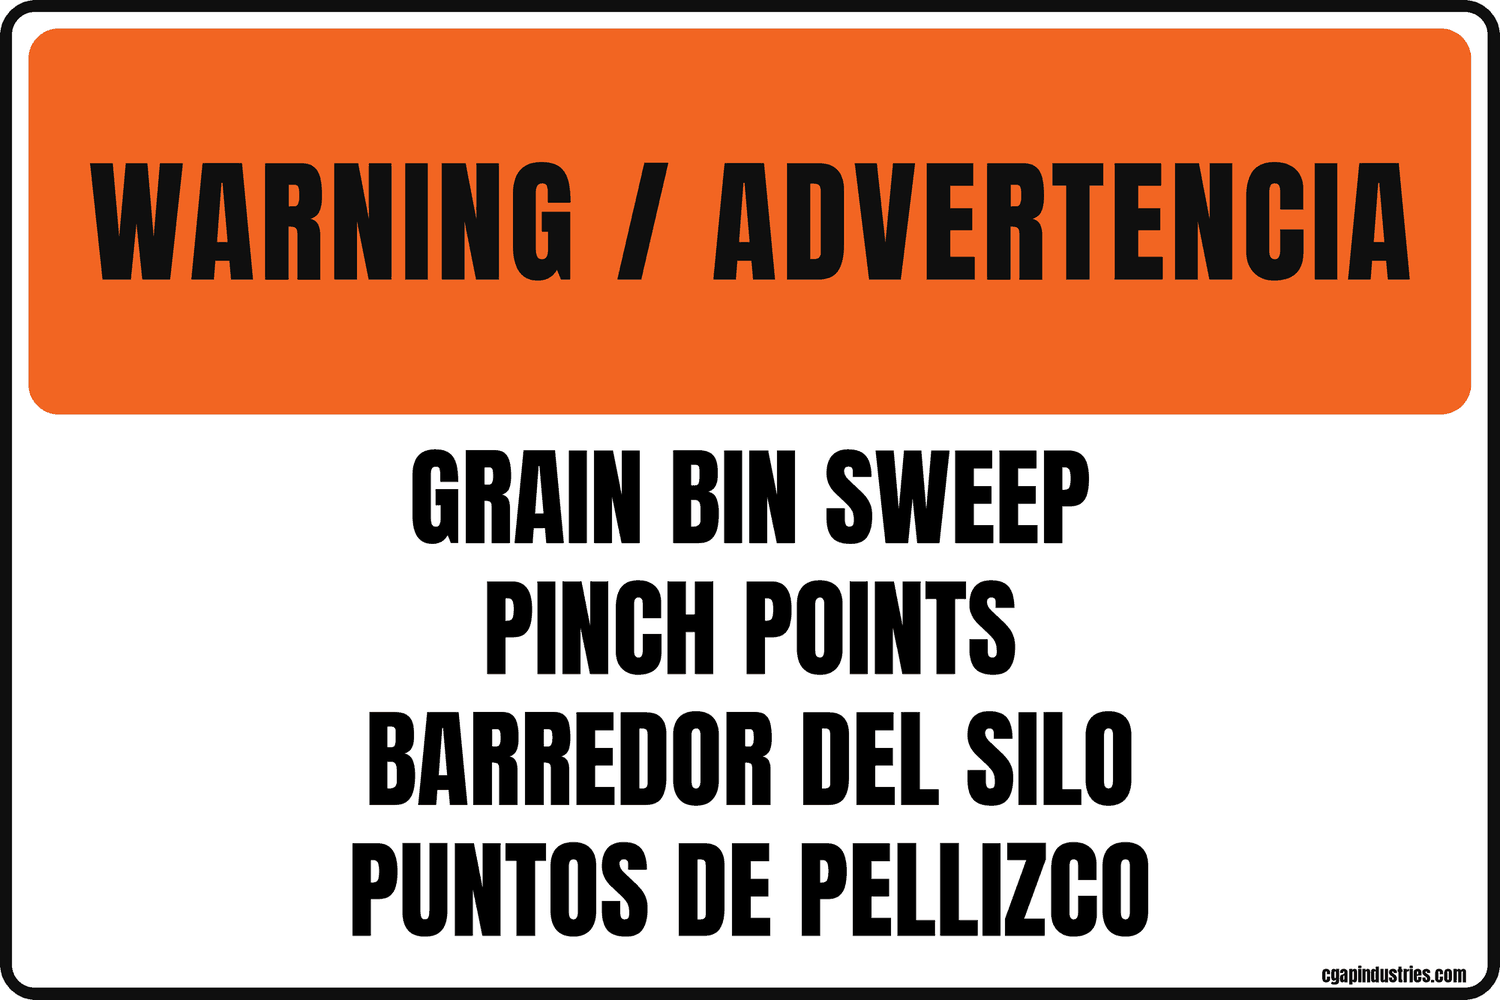 WARNING / ADVERTENCIA
GRAIN BIN SWEEP
PINCH POINTS
BARREDOR DEL SILO
PUNTOS DE PELLIZCO
cgapindustries.com